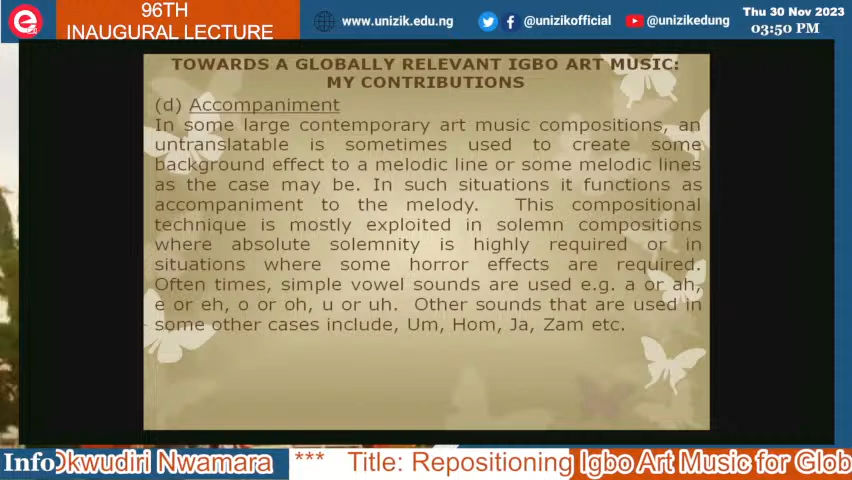 96TH
INAUGURAL LECTURE
www.unizik.edu.ng
@unizikofficial
@unizikedung
Thu 30 Nov 2023
03:50 PM
TOWARDS A GLOBALLY RELEVANT IGBO ART MUSIC:
MY CONTRIBUTIONS
(d) Accompaniment
In some large contemporary art music compositions, an
untranslatable is sometimes used to create some
background effect to a melodic line or some melodic lines
as the case may be. In such situations it functions as
accompaniment to the melody. This compositional
technique is mostly exploited in solemn compositions
where absolute solemnity is highly required or in
situations where some horror effects are required.
Often times, simple vowel sounds are used e.g. a or ah,
e or eh, o or oh, u or uh. Other sounds that are used in
some other cases include, Um, Hom, Ja, Zam etc.
Info Okwudiri Nwamara *** Title: Repositioning Igbo Art Music for Glob